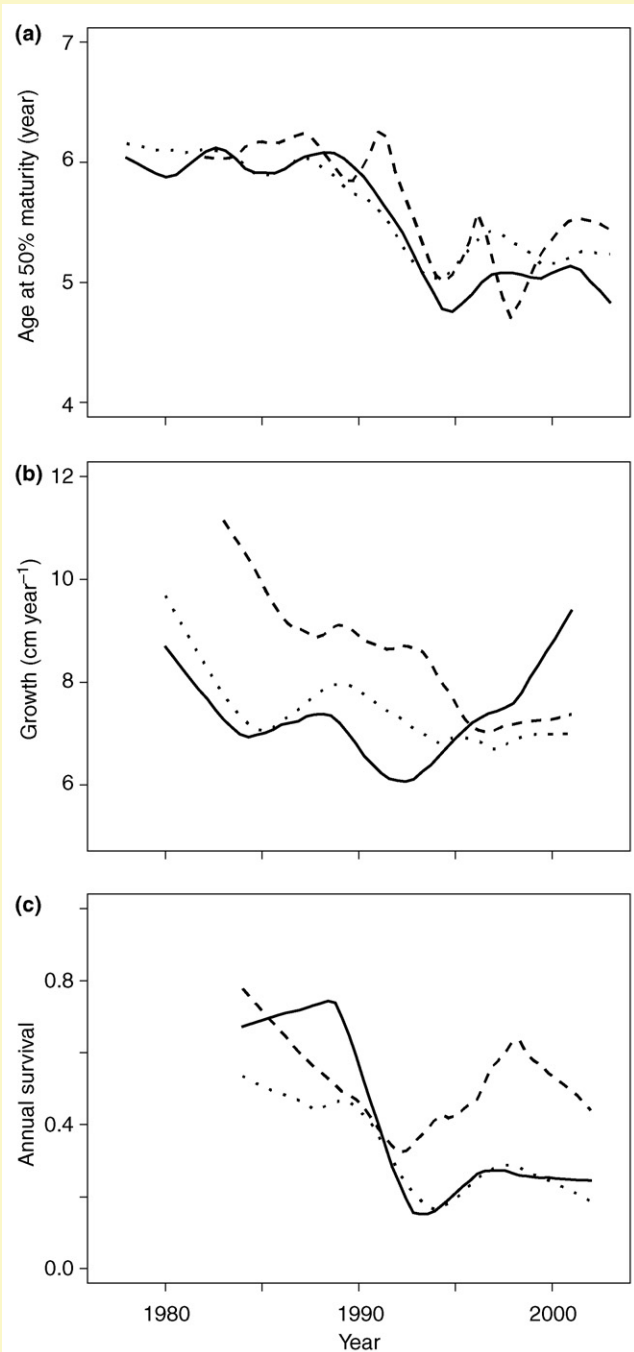 (a)
7
6
5
4
Age at 50% maturity (year)
(b)
12
10
8
6
Growth (cm year⁻¹)
(c)
0.8
0.4
0.0
Annual survival
1980 1990 2000
Year